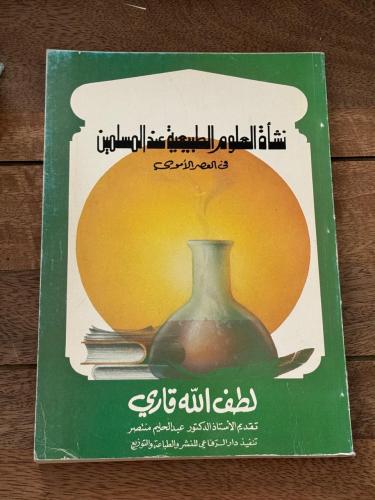 نشأة العلوم الطبيعية عند المسلمين
في العصر الأموي
لطف الله قاري
تقديم الأستاذ الدكتور عبد الحليم منتصر
تنفيذ دار الرفاعي للنشر والطباعة والتوزيع